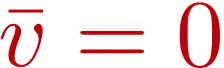 v̅ = 0